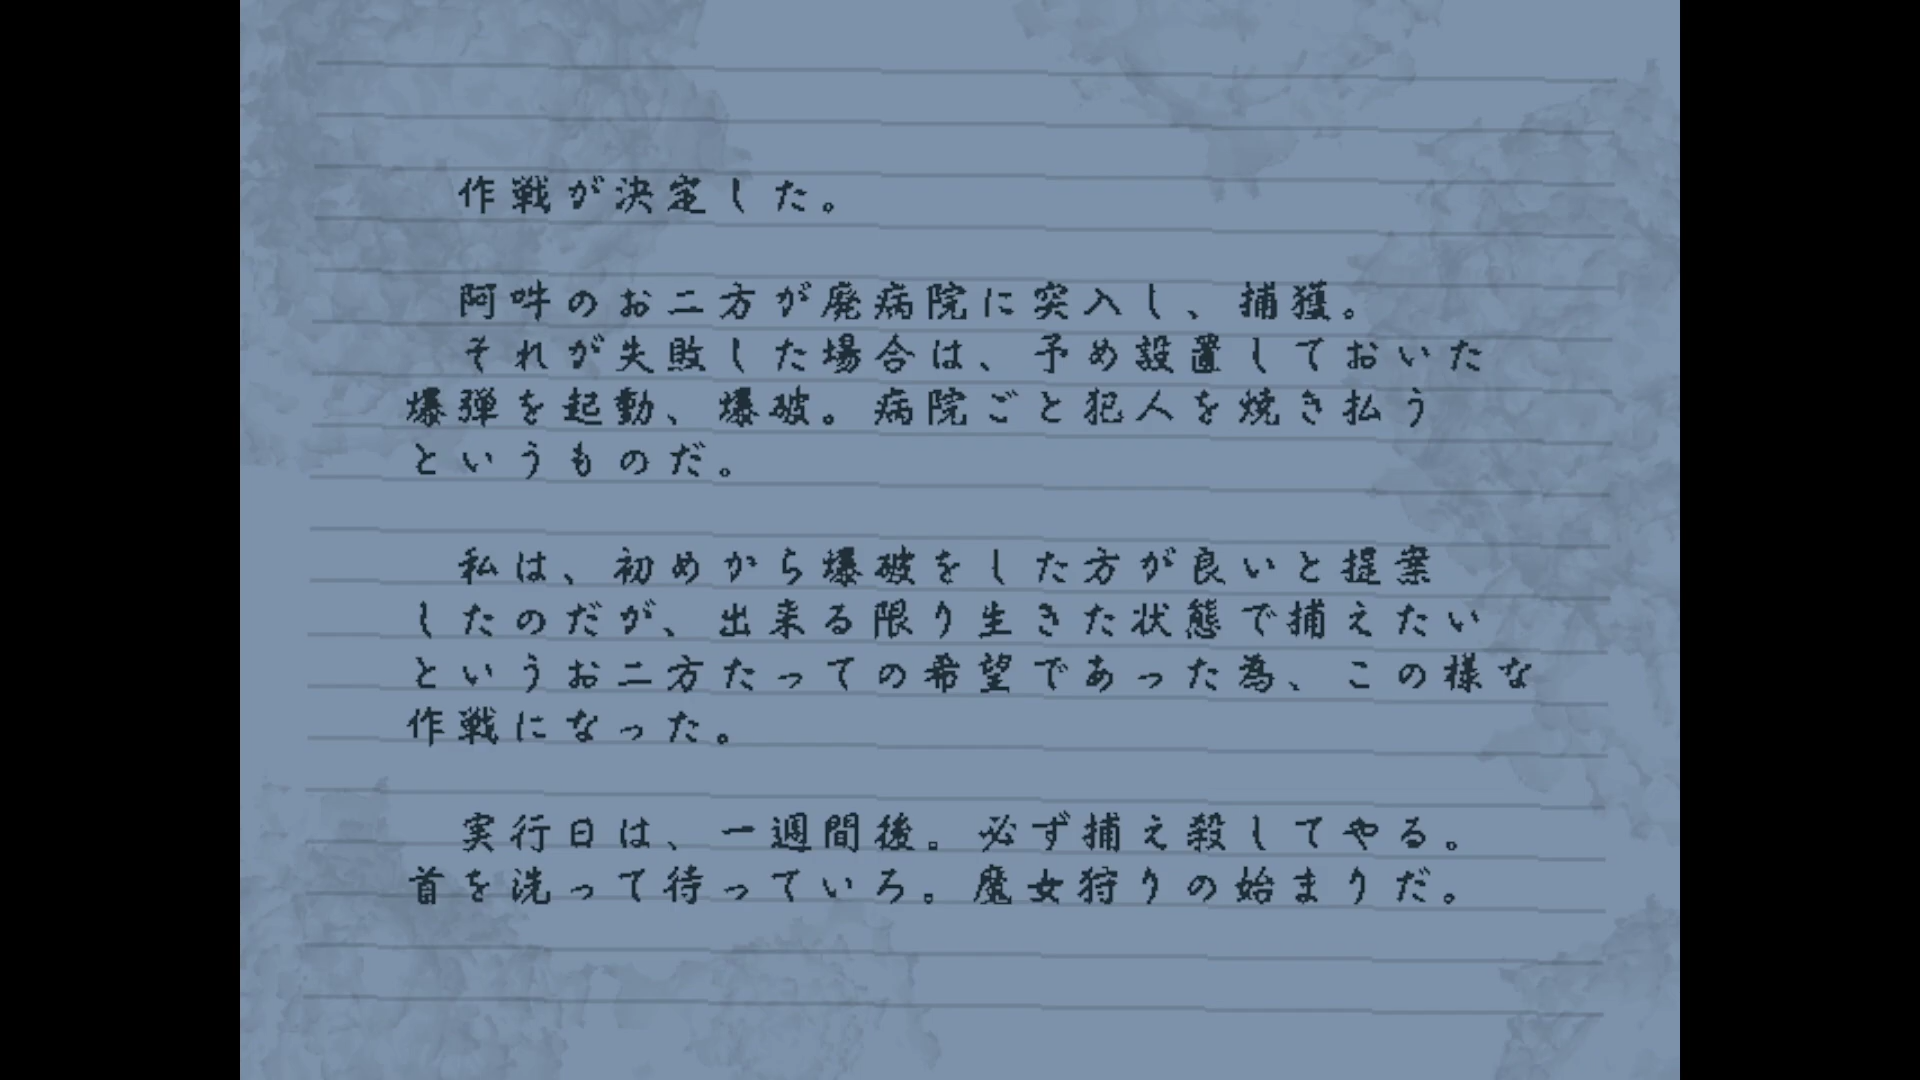 作戦が決定した。
阿吽のお二方が廃病院に突入し、捕獲。
それが失敗した場合は、予め設置しておいた
爆弾を起動、爆破。病院ごと犯人を焼き払う
というものだ。
私は、初めから爆破をした方が良いと提案
したのだが、出来る限り生きた状態で捕えたい
というお二方たっての希望であった為、この様な
作戦になった。
実行日は、一週間後。必ず捕え殺してやる。
首を洗って待っていろ。魔女狩りの始まりだ。